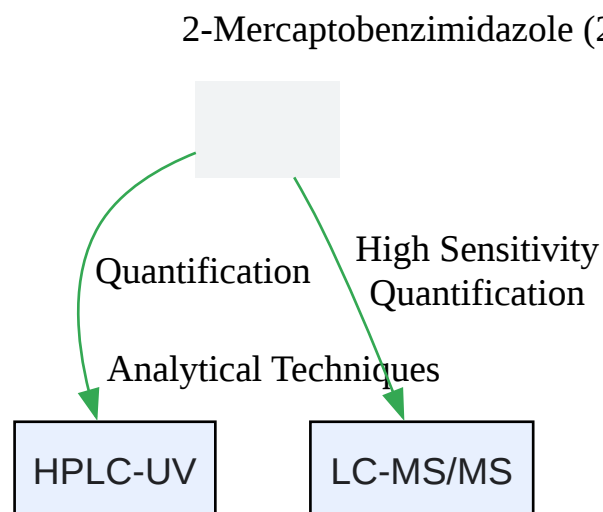 2-Mercaptobenzimidazole (2
High Sensitivity
Quantification
Quantification
Analytical Techniques
HPLC-UV
LC-MS/MS